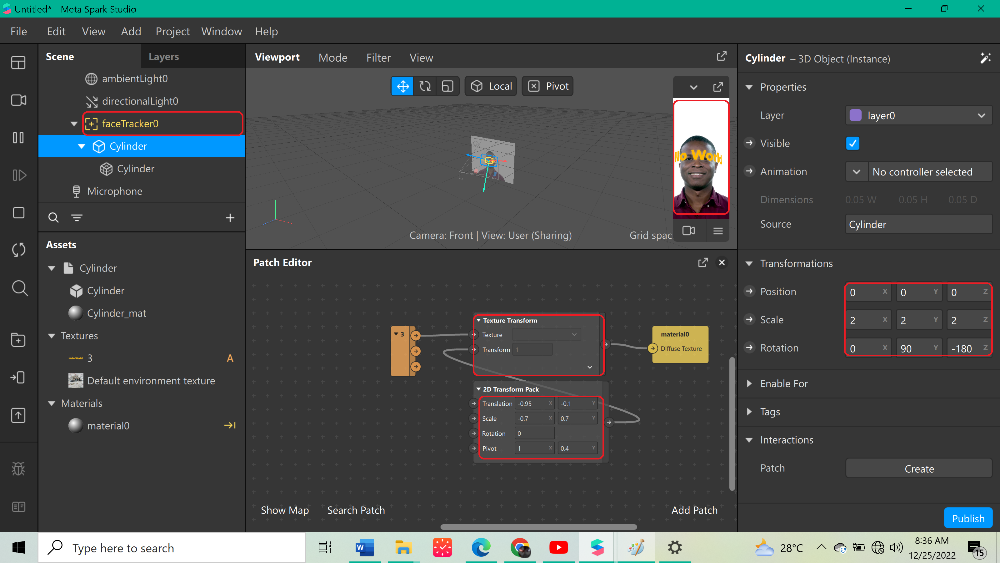 Untitled* - Meta Spark Studio
File Edit View Add Project Window Help
Scene Layers
ambientLight0
directionalLight0
faceTracker0
Cylinder
Cylinder
Microphone
Assets
Cylinder
Cylinder
Cylinder_mat
Textures
3 A
Default environment texture
Materials
material0
Viewport Mode Filter View
Local Pivot
Camera: Front | View: User (Sharing) Grid spac
Patch Editor
3
Texture Transform
Texture
Transform 1
material0
Diffuse Texture
2D Transform Pack
Translation -0.95 X -0.1 Y
Scale -0.7 X 0.7 Y
Rotation 0
Pivot 1 X 0.4 Y
Show Map Search Patch Add Patch
Cylinder – 3D Object (Instance)
Properties
Layer layer0
Visible
Animation No controller selected
Dimensions 0.05 W 0.05 H 0.05 D
Source Cylinder
Transformations
Position 0 X 0 Y 0 Z
Scale 2 X 2 Y 2 Z
Rotation 0 X 90 Y -180 Z
Enable For
Tags
Interactions
Patch Create
Publish
Type here to search
28°C
8:36 AM
12/25/2022
15